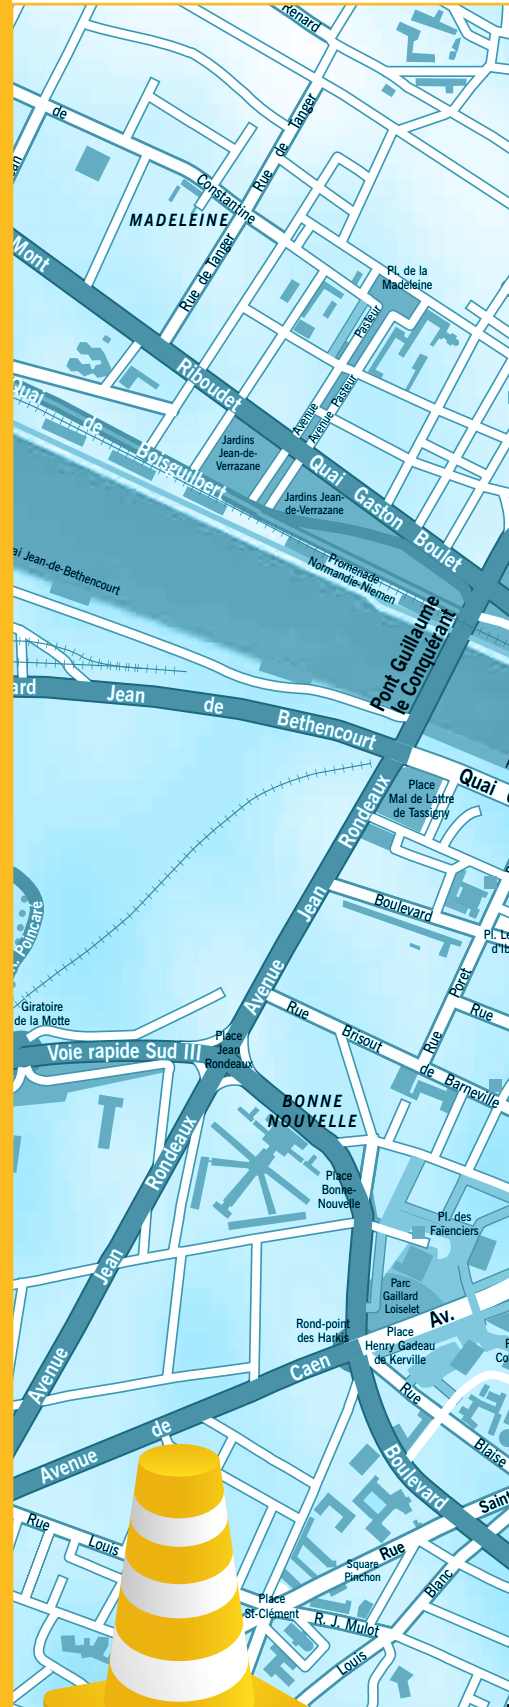 Renard
de
Rue de Tanger
Constantine
MADELEINE
Rue de Tanger
Mont
Riboudet
Pl. de la
Madeleine
Pasteur
Avenue
Avenue Pasteur
Quai de Boisguilbert
Jardins
Jean-
de-
Verrazane
Quai Gaston Boulet
Jardins Jean-
de-Verrazane
Promenade
Normandie-Niemen
Jean-de-Bethencourt
Pont Guillaume
le Conquérant
Jean de Bethencourt
Quai
Place
Mal de Lattre
de Tassigny
Avenue Jean Rondeaux
Boulevard
Poincaré
Pl.
Rue Poret
Rue
Giratoire
de la Motte
Rue Brisout de Barneville
Voie rapide Sud III
Place
Jean
Rondeaux
BONNE
NOUVELLE
Place
Bonne-
Nouvelle
Pl. des
Faïenciers
Avenue Jean Rondeaux
Parc
Gaillard
Loiselet
Av.
Rond-point
des Harkis
Place
Henry Gadeau
de Kerville
Avenue de Caen
Rue Blaise
Boulevard
Rue Louis
Rue
Square
Pinchon
Blanc
Place
St-Clément
R. J. Mulot
Louis